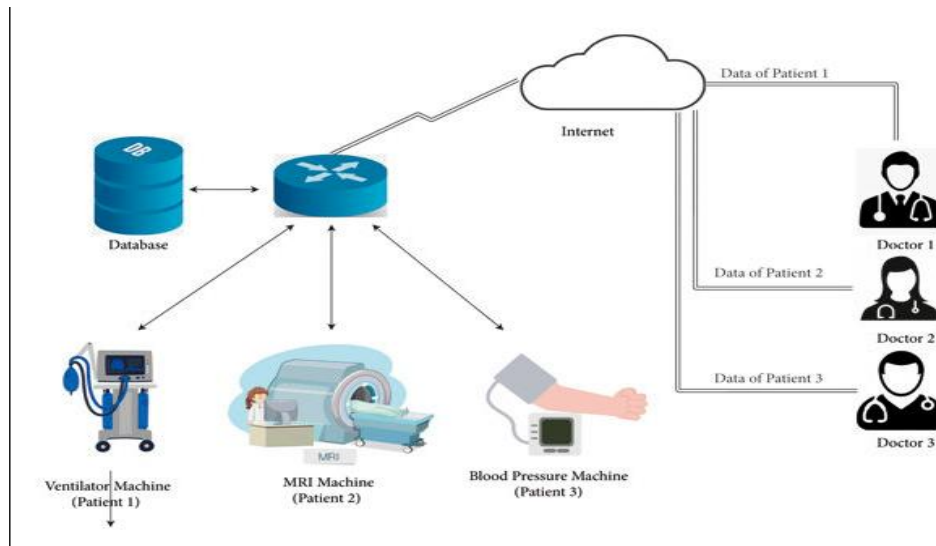 Data of Patient 1
Internet
DB
Database
Doctor 1
Data of Patient 2
Doctor 2
Data of Patient 3
Doctor 3
MRI
Ventilator Machine
(Patient 1)
MRI Machine
(Patient 2)
Blood Pressure Machine
(Patient 3)